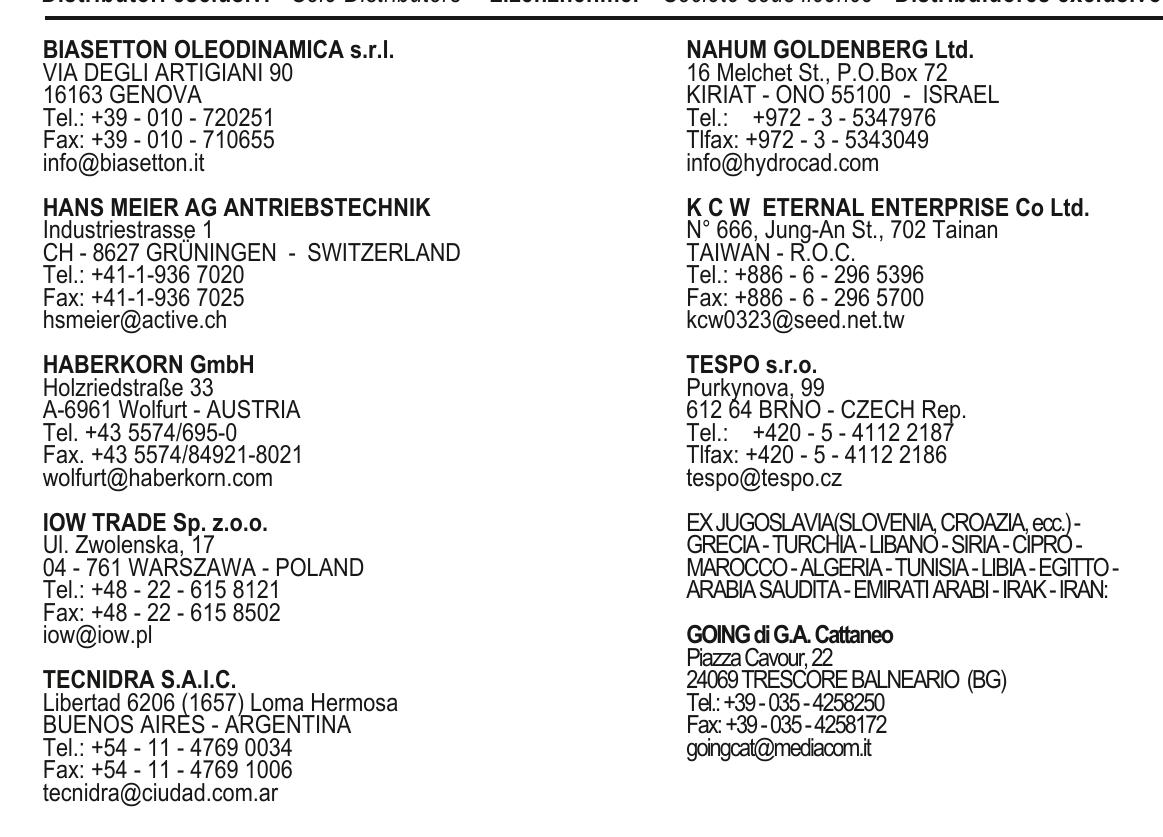 BIASETTON OLEODINAMICA s.r.l.
VIA DEGLI ARTIGIANI 90
16163 GENOVA
Tel.: +39 - 010 - 720251
Fax: +39 - 010 - 710655
info@biasetton.it
HANS MEIER AG ANTRIEBSTECHNIK
Industriestrasse 1
CH - 8627 GRÜNINGEN - SWITZERLAND
Tel.: +41-1-936 7020
Fax: +41-1-936 7025
hsmeier@active.ch
HABERKORN GmbH
Holzriedstraße 33
A-6961 Wolfurt - AUSTRIA
Tel. +43 5574/695-0
Fax. +43 5574/84921-8021
wolfurt@haberkorn.com
IOW TRADE Sp. z.o.o.
Ul. Zwolenska, 17
04 - 761 WARSZAWA - POLAND
Tel.: +48 - 22 - 615 8121
Fax: +48 - 22 - 615 8502
iow@iow.pl
TECNIDRA S.A.I.C.
Libertad 6206 (1657) Loma Hermosa
BUENOS AIRES - ARGENTINA
Tel.: +54 - 11 - 4769 0034
Fax: +54 - 11 - 4769 1006
tecnidra@ciudad.com.ar
NAHUM GOLDENBERG Ltd.
16 Melchet St., P.O.Box 72
KIRIAT - ONO 55100 - ISRAEL
Tel.: +972 - 3 - 5347976
Tlfax: +972 - 3 - 5343049
info@hydrocad.com
K C W ETERNAL ENTERPRISE Co Ltd.
N° 666, Jung-An St., 702 Tainan
TAIWAN - R.O.C.
Tel.: +886 - 6 - 296 5396
Fax: +886 - 6 - 296 5700
kcw0323@seed.net.tw
TESPO s.r.o.
Purkynova, 99
612 64 BRNO - CZECH Rep.
Tel.: +420 - 5 - 4112 2187
Tlfax: +420 - 5 - 4112 2186
tespo@tespo.cz
EX JUGOSLAVIA(SLOVENIA, CROAZIA, ecc.) -
GRECIA - TURCHIA - LIBANO - SIRIA - CIPRO -
MAROCCO - ALGERIA - TUNISIA - LIBIA - EGITTO -
ARABIA SAUDITA - EMIRATI ARABI - IRAK - IRAN:
GOING di G.A. Cattaneo
Piazza Cavour, 22
24069 TRESCORE BALNEARIO (BG)
Tel.: +39 - 035 - 4258250
Fax: +39 - 035 - 4258172
goingcat@mediacom.it